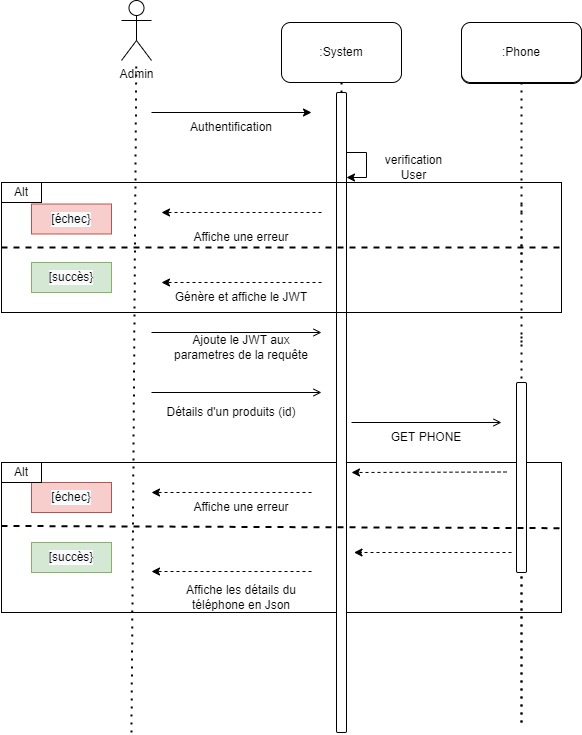 :System
:Phone
Admin
Authentification
verification
User
Alt
[échec}
Affiche une erreur
[succès}
Génère et affiche le JWT
Ajoute le JWT aux
parametres de la requête
Détails d'un produits (id)
GET PHONE
Alt
[échec}
Affiche une erreur
[succès}
Affiche les détails du
téléphone en Json